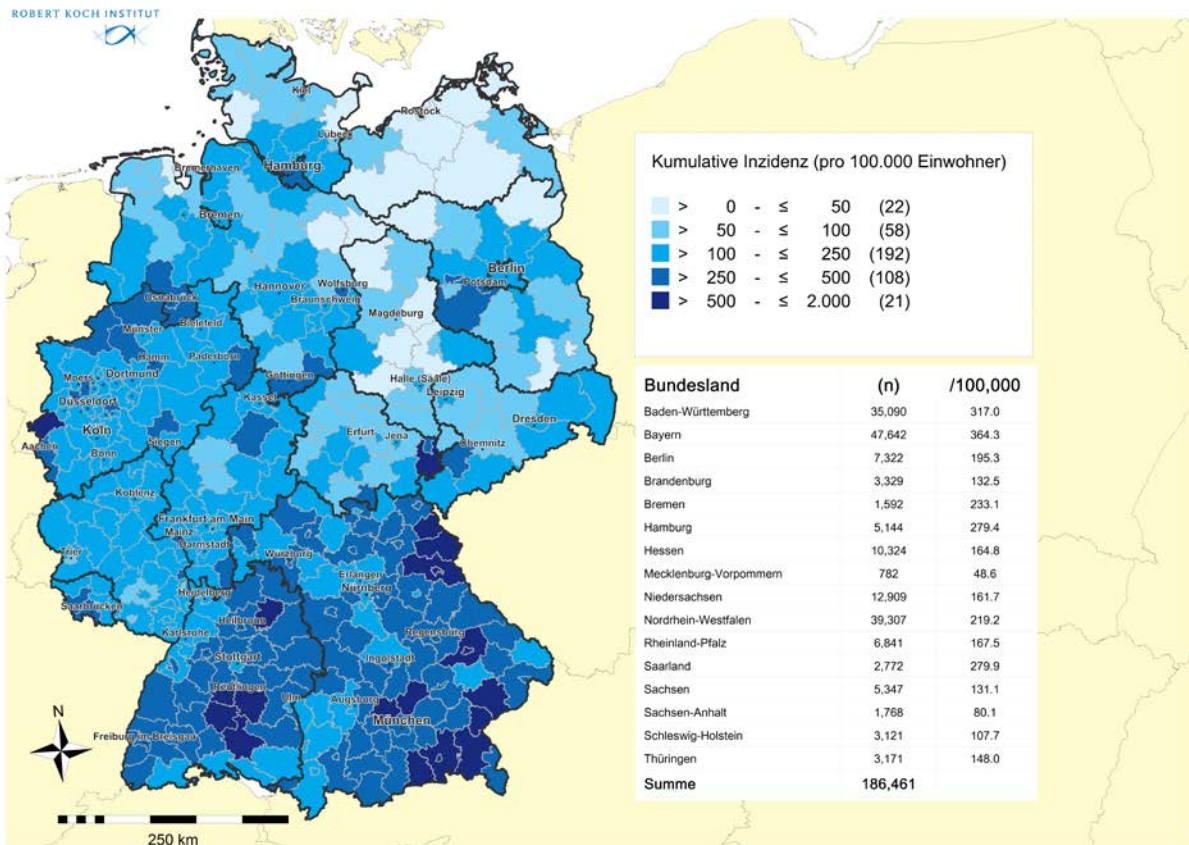 ROBERT KOCH INSTITUT
Kiel
Rostock
Lübeck
Hamburg
Bremerhaven
Bremen
Berlin
Potsdam
Hannover
Wolfsburg
Braunschweig
Osnabrück
Magdeburg
Bielefeld
Münster
Hamm
Paderborn
Moers
Dortmund
Göttingen
Halle (Saale)
Leipzig
Düsseldorf
Kassel
Dresden
Köln
Erfurt
Jena
Chemnitz
Aachen
Siegen
Bonn
Koblenz
Frankfurt am Main
Mainz
Darmstadt
Trier
Würzburg
Erlangen
Nürnberg
Heidelberg
Saarbrücken
Heilbronn
Karlsruhe
Regensburg
Stuttgart
Ingolstadt
Reutlingen
Ulm
Augsburg
München
Freiburg im Breisgau
N
250 km
Kumulative Inzidenz (pro 100.000 Einwohner)
> 0 - ≤ 50 (22)
> 50 - ≤ 100 (58)
> 100 - ≤ 250 (192)
> 250 - ≤ 500 (108)
> 500 - ≤ 2.000 (21)
Bundesland (n) /100,000
Baden-Württemberg 35,090 317.0
Bayern 47,642 364.3
Berlin 7,322 195.3
Brandenburg 3,329 132.5
Bremen 1,592 233.1
Hamburg 5,144 279.4
Hessen 10,324 164.8
Mecklenburg-Vorpommern 782 48.6
Niedersachsen 12,909 161.7
Nordrhein-Westfalen 39,307 219.2
Rheinland-Pfalz 6,841 167.5
Saarland 2,772 279.9
Sachsen 5,347 131.1
Sachsen-Anhalt 1,768 80.1
Schleswig-Holstein 3,121 107.7
Thüringen 3,171 148.0
Summe 186,461